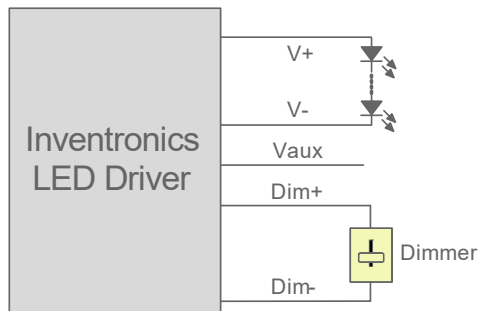 V+
Inventronics
LED Driver
V-
Vaux
Dim+
Dimmer
Dim-